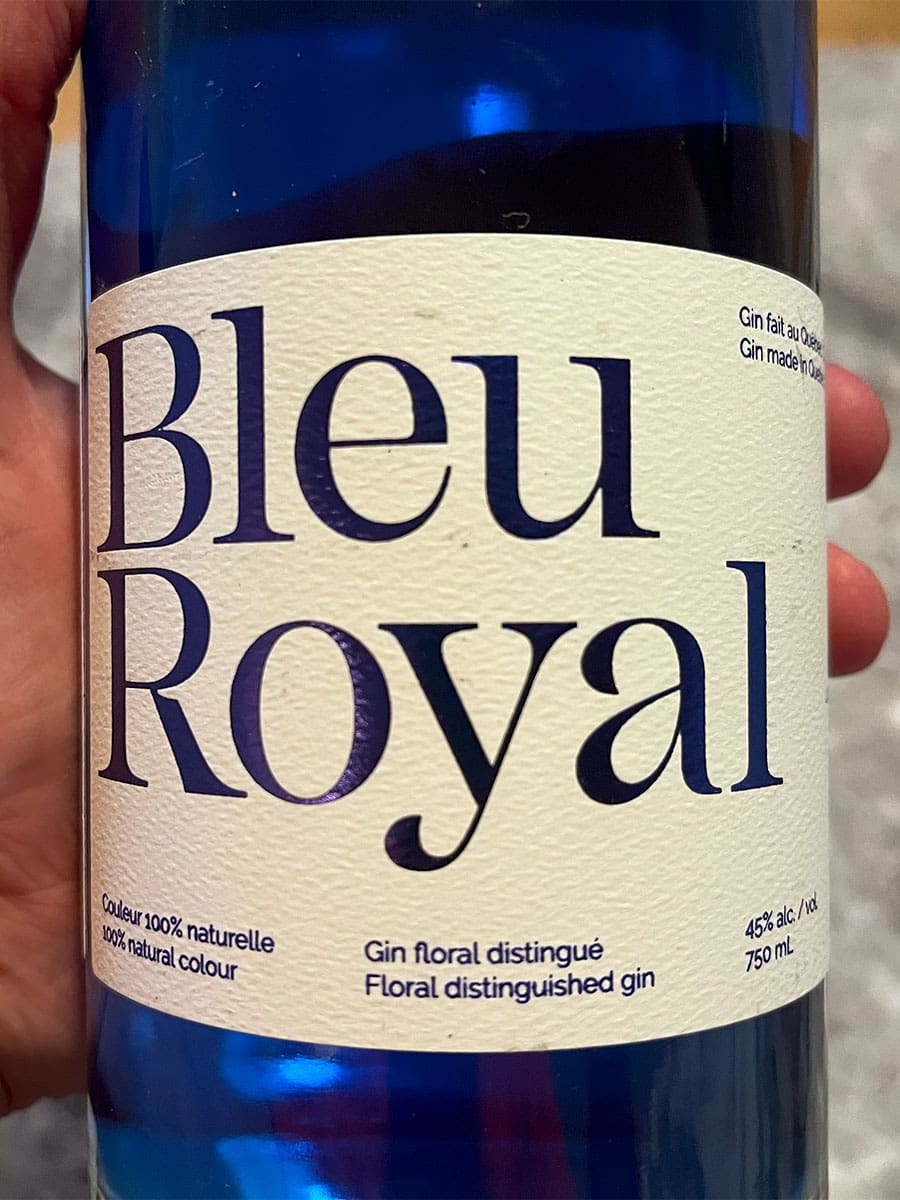 Bleu
Royal
Gin fait au Québec
Gin made in
Couleur 100% naturelle
100% natural colour
Gin floral distingué
Floral distinguished gin
45% alc. / vol
750 mL